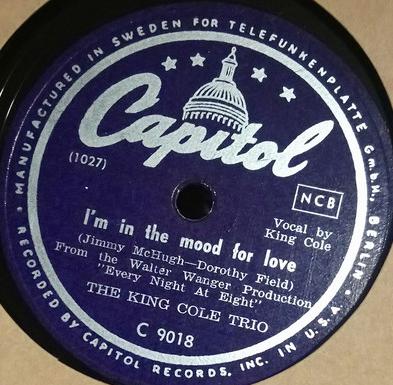 MANUFACTURED IN SWEDEN FOR TELEFUNKENPLATTE G.m.b.H., BERLIN
Capitol
(1027)
NCB
Vocal by
King Cole
I'm in the mood for love
(Jimmy McHugh—Dorothy Field)
From the Walter Wanger Production
"Every Night At Eight"
THE KING COLE TRIO
C 9018
RECORDED BY CAPITOL RECORDS, INC. IN U.S.A.